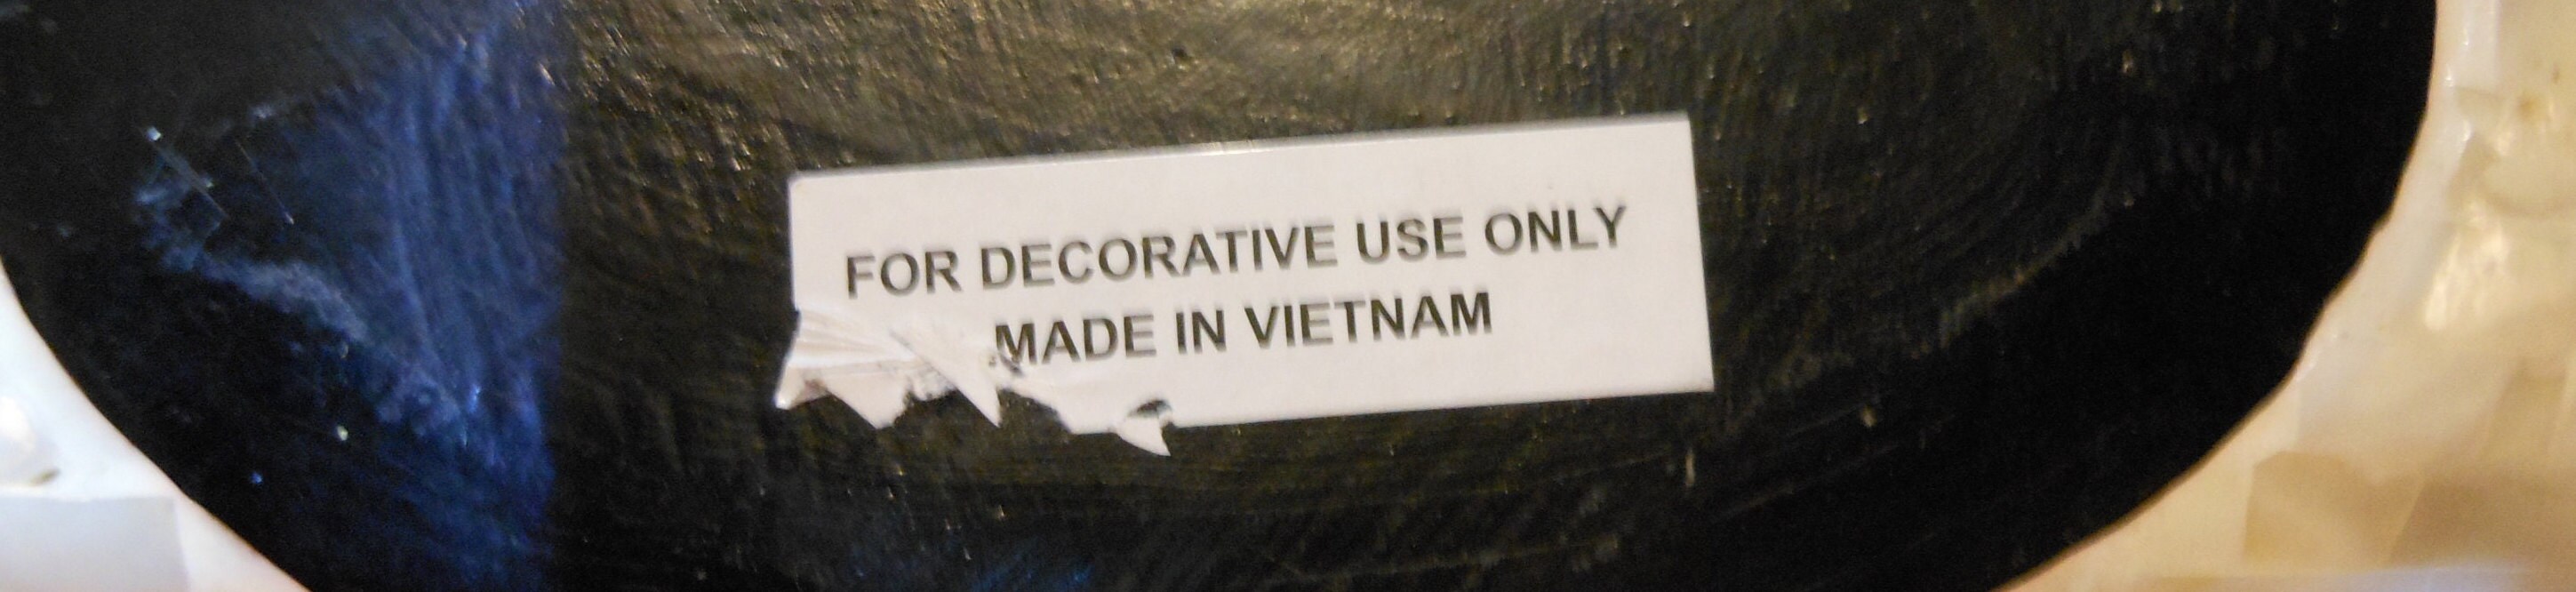 FOR DECORATIVE USE ONLY
MADE IN VIETNAM